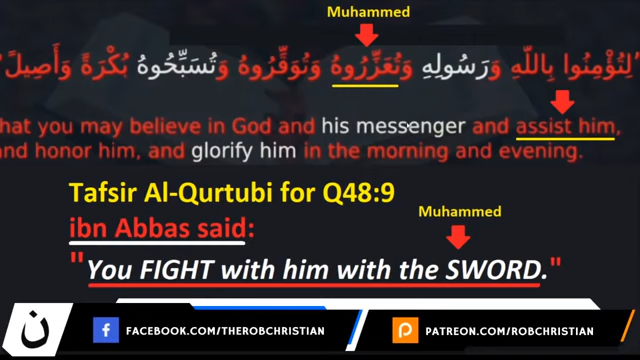 Muhammed
لِتُؤْمِنُوا بِاللَّهِ وَرَسُولِهِ وَتُعَزِّرُوهُ وَتُوَقِّرُوهُ وَتُسَبِّحُوهُ بُكْرَةً وَأَصِيلً
hat you may believe in God and his messenger and assist him,
and honor him, and glorify him in the morning and evening.
Tafsir Al-Qurtubi for Q48:9
ibn Abbas said:
Muhammed
"You FIGHT with him with the SWORD."
ن
FACEBOOK.COM/THEROBCHRISTIAN
PATREON.COM/ROBCHRISTIAN